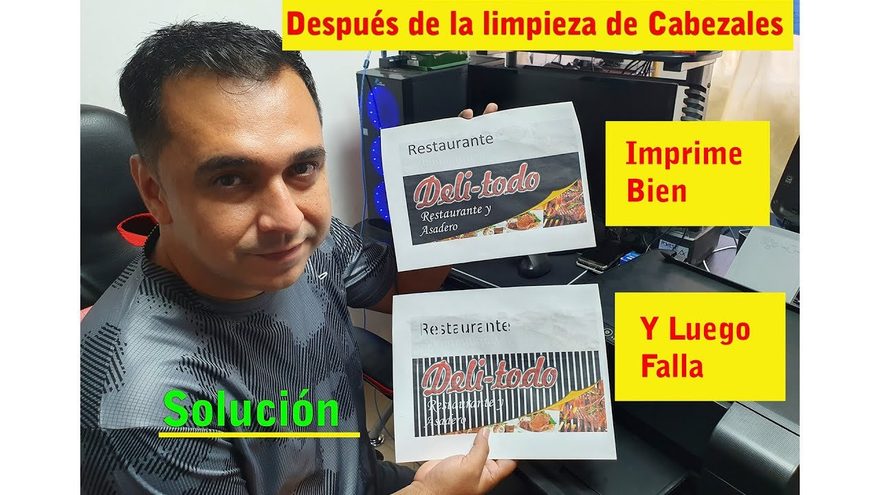 Después de la limpieza de Cabezales
Restaurante
Deli-todo
Restaurante y
Asadero
Imprime
Bien
Restaurante
Deli-todo
Restaurante y
Asadero
Y Luego
Falla
Solución